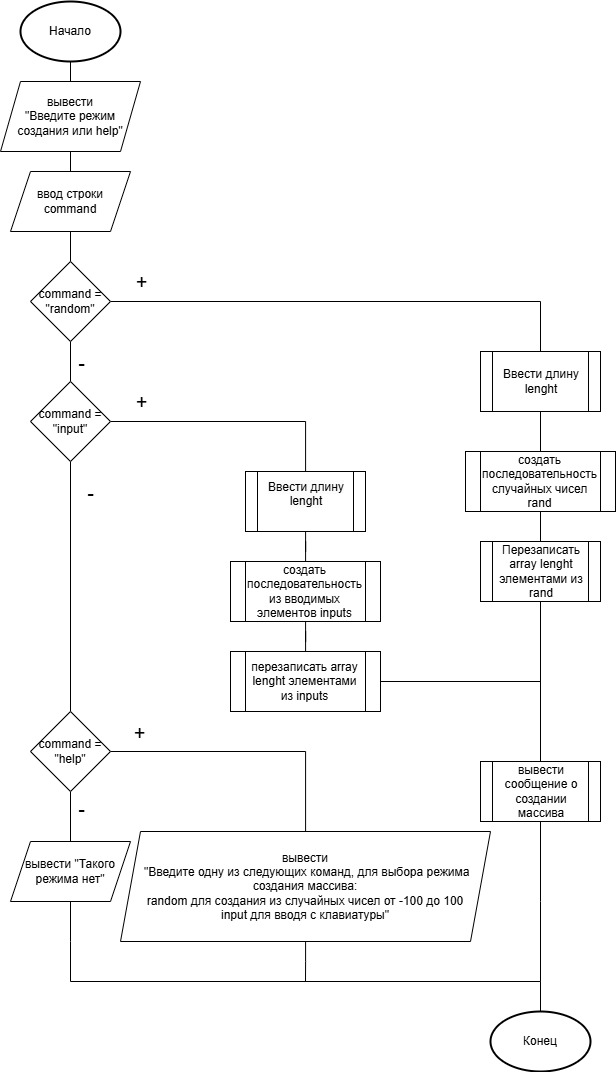 Начало
вывести
"Введите режим
создания или help"
ввод строки
command
command =
"random"
+
-
command =
"input"
+
-
Ввести длину
lenght
создать
последовательность
случайных чисел
rand
Перезаписать
array lenght
элементами из
rand
Ввести длину
lenght
создать
последовательность
из вводимых
элементов inputs
перезаписать array
lenght элементами
из inputs
command =
"help"
+
-
вывести
сообщение о
создании
массива
вывести "Такого
режима нет"
вывести
"Введите одну из следующих команд, для выбора режима
создания массива:
random для создания из случайных чисел от -100 до 100
input для вводя с клавиатуры"
Конец